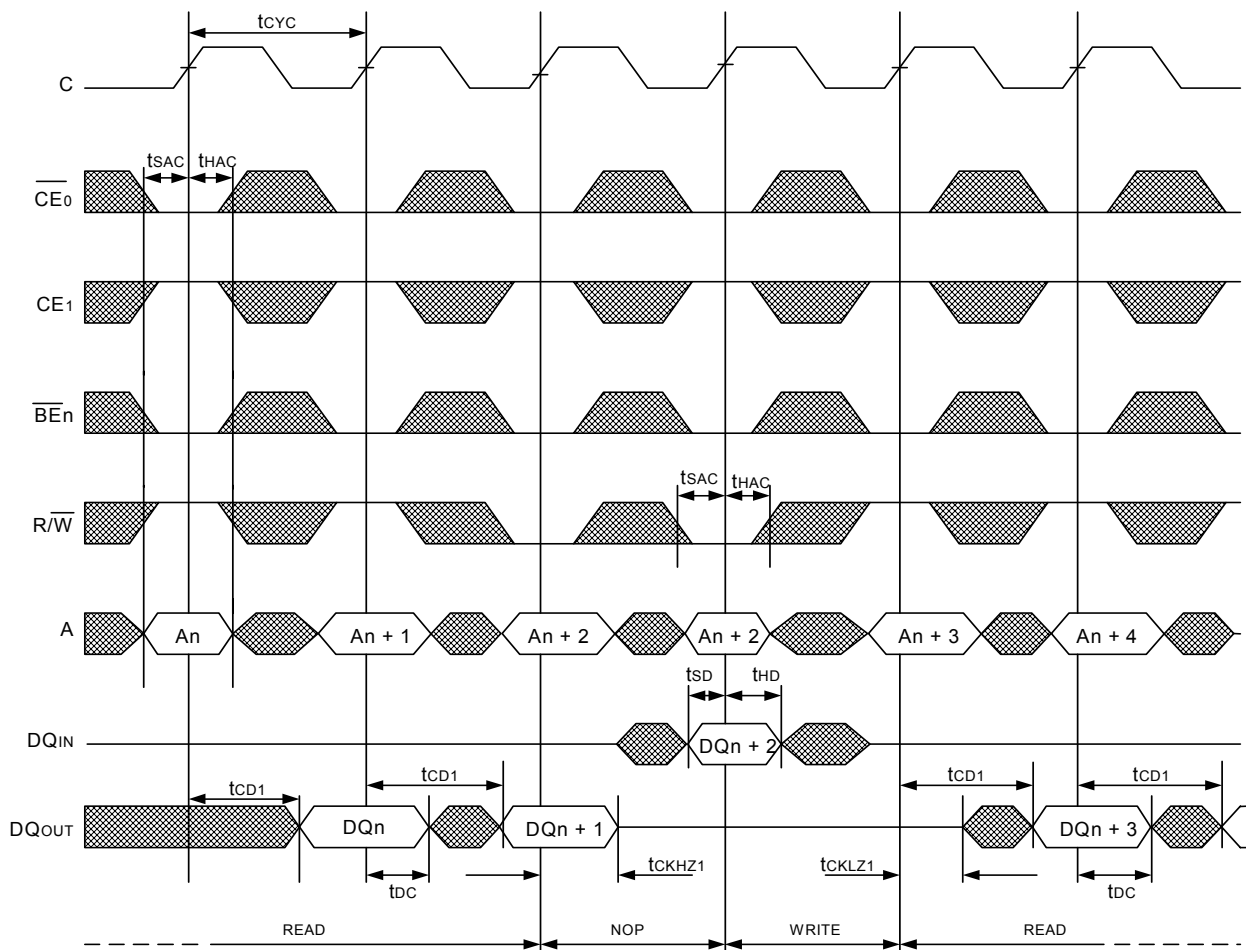 tCYC
C
tSAC tHAC
CE0
CE1
BEn
tSAC tHAC
R/W
A An An + 1 An + 2 An + 2 An + 3 An + 4
tSD tHD
DQIN DQn + 2
tCD1 tCD1 tCD1 tCD1
DQOUT DQn DQn + 1 DQn + 3
tDC tCKHZ1 tCKLZ1 tDC
READ NOP WRITE READ